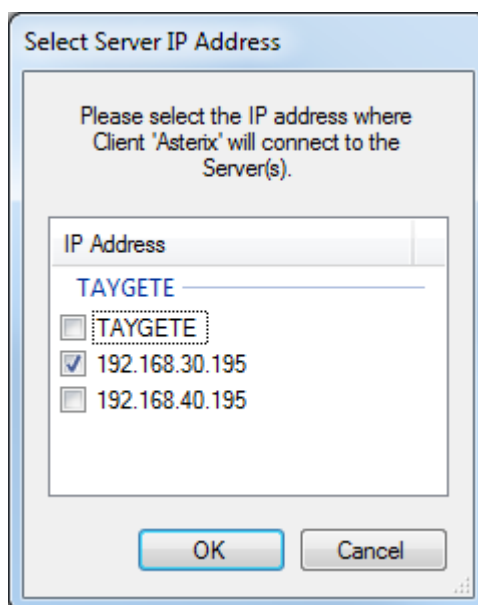 Select Server IP Address
Please select the IP address where
Client 'Asterix' will connect to the
Server(s).
IP Address
TAYGETE
TAYGETE
192.168.30.195
192.168.40.195
OK Cancel